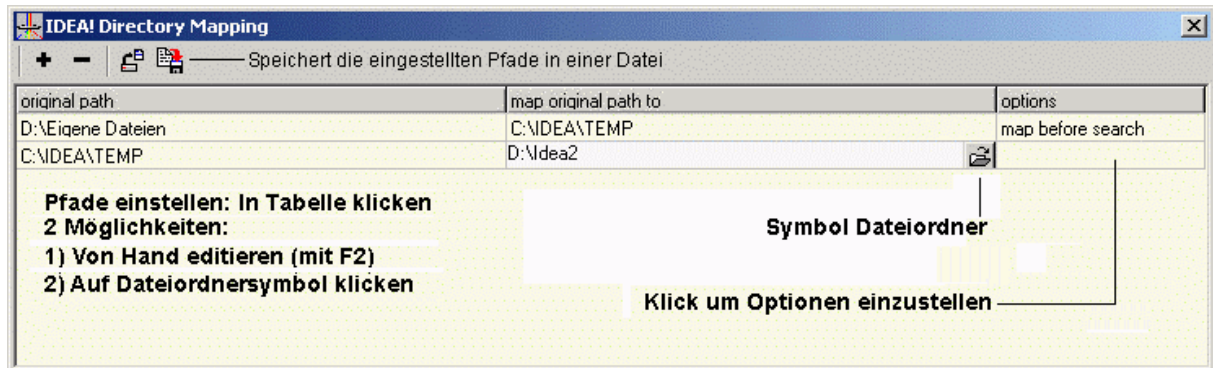 IDEA! Directory Mapping
Speichert die eingestellten Pfade in einer Datei
original path map original path to options
D:\Eigene Dateien C:\IDEA\TEMP map before search
C:\IDEA\TEMP D:\Idea2
Pfade einstellen: In Tabelle klicken
2 Möglichkeiten:
1) Von Hand editieren (mit F2)
2) Auf Dateiordnersymbol klicken
Symbol Dateiordner
Klick um Optionen einzustellen